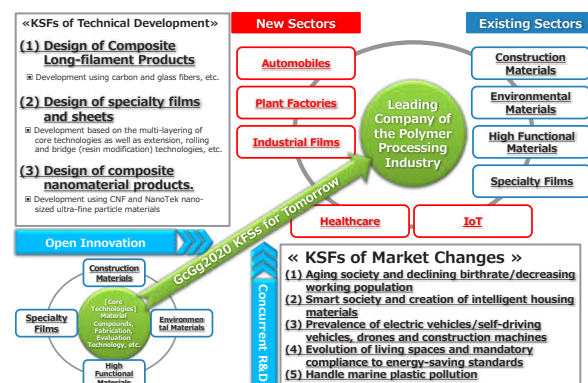 «KSFs of Technical Development»
(1) Design of Composite
Long-filament Products
Development using carbon and glass fibers, etc.
(2) Design of specialty films
and sheets
Development based on the multi-layering of
core technologies as well as extension, rolling
and bridge (resin modification) technologies, etc.
(3) Design of composite
nanomaterial products.
Development using CNF and NanoTek nano-
sized ultra-fine particle materials
New Sectors
Existing Sectors
Automobiles
Plant Factories
Industrial Films
Healthcare
IoT
Leading
Company of
the Polymer
Processing
Industry
Construction
Materials
Environmental
Materials
High Functional
Materials
Specialty Films
GcGg2020 KFSs for Tomorrow
Open Innovation
Construction
Materials
Specialty
Films
[Core
Technologies]
Material
Compounds,
Fabrication,
Evaluation
Technology, etc.
Environmen
tal Materials
High
Functional
Materials
Concurrent R&D
« KSFs of Market Changes »
(1) Aging society and declining birthrate/decreasing
working population
(2) Smart society and creation of intelligent housing
materials
(3) Prevalence of electric vehicles/self-driving
vehicles, drones and construction machines
(4) Evolution of living spaces and mandatory
compliance to energy-saving standards
(5) Handle marine plastic pollution